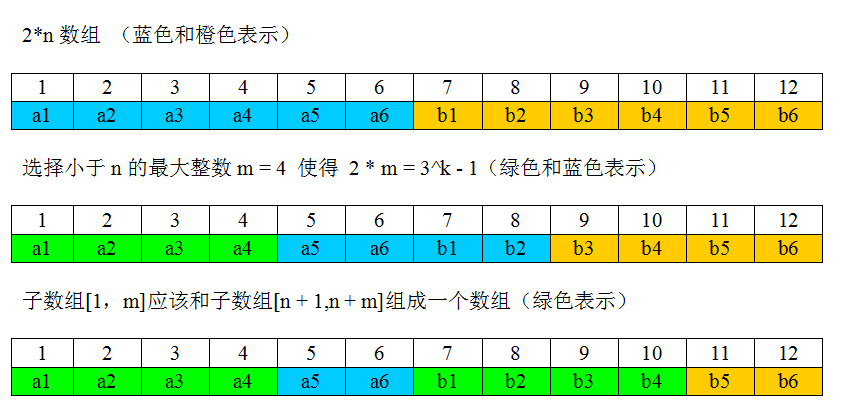 2*n 数组 （蓝色和橙色表示）
1 2 3 4 5 6 7 8 9 10 11 12
a1 a2 a3 a4 a5 a6 b1 b2 b3 b4 b5 b6
选择小于 n 的最大整数 m = 4 使得 2 * m = 3^k - 1（绿色和蓝色表示）
1 2 3 4 5 6 7 8 9 10 11 12
a1 a2 a3 a4 a5 a6 b1 b2 b3 b4 b5 b6
子数组[1，m]应该和子数组[n + 1,n + m]组成一个数组（绿色表示）
1 2 3 4 5 6 7 8 9 10 11 12
a1 a2 a3 a4 a5 a6 b1 b2 b3 b4 b5 b6